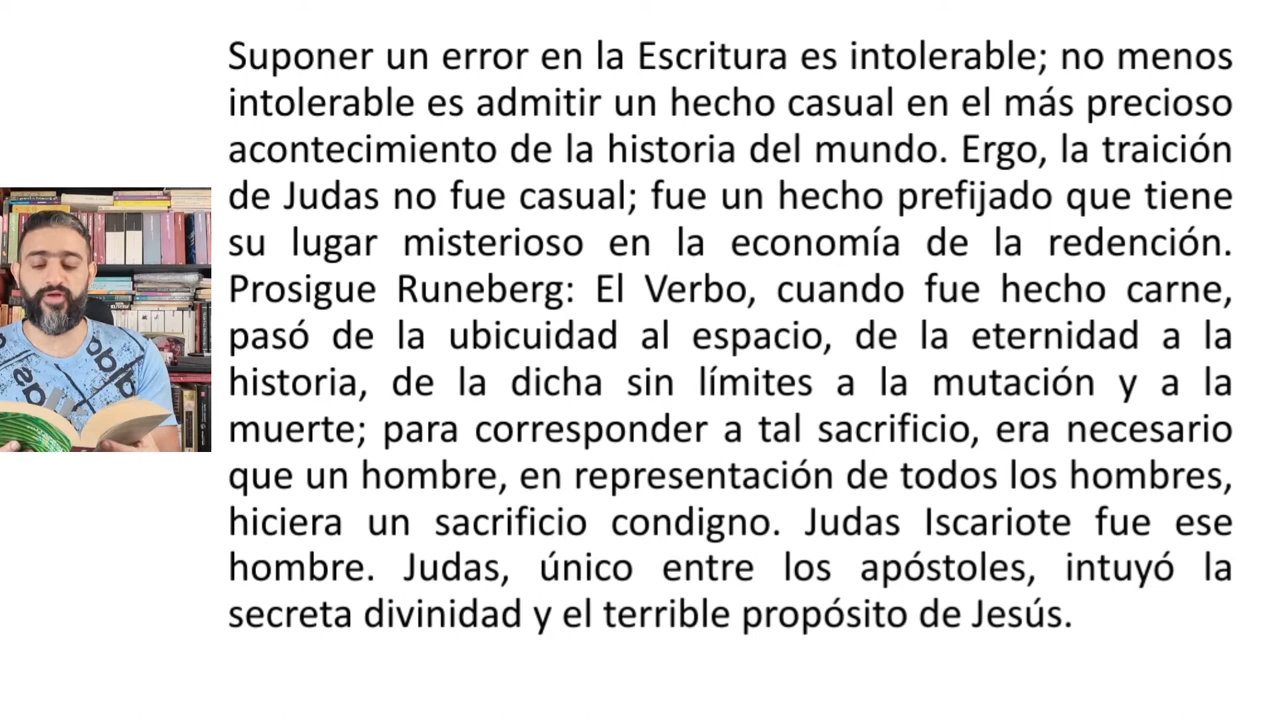 Suponer un error en la Escritura es intolerable; no menos
intolerable es admitir un hecho casual en el más precioso
acontecimiento de la historia del mundo. Ergo, la traición
de Judas no fue casual; fue un hecho prefijado que tiene
su lugar misterioso en la economía de la redención.
Prosigue Runeberg: El Verbo, cuando fue hecho carne,
pasó de la ubicuidad al espacio, de la eternidad a la
historia, de la dicha sin límites a la mutación y a la
muerte; para corresponder a tal sacrificio, era necesario
que un hombre, en representación de todos los hombres,
hiciera un sacrificio condigno. Judas Iscariote fue ese
hombre. Judas, único entre los apóstoles, intuyó la
secreta divinidad y el terrible propósito de Jesús.